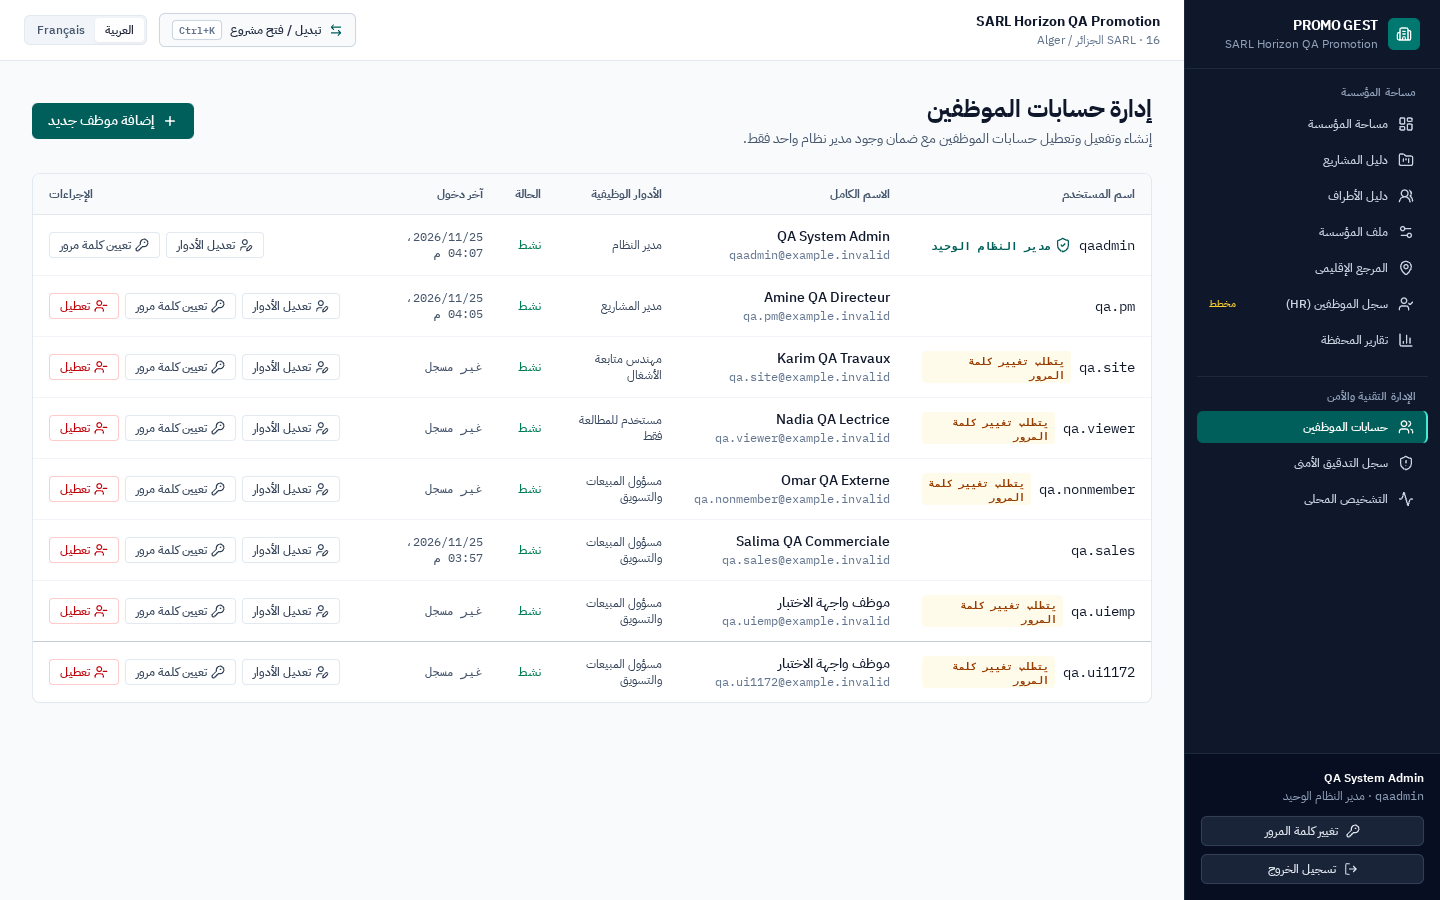 PROMO GEST
SARL Horizon QA Promotion
مساحة المؤسسة
مساحة المؤسسة
دليل المشاريع
دليل الأطراف
ملف المؤسسة
المرجع الإقليمي
سجل الموظفين (HR) مخطط
تقارير المحفظة
الإدارة التقنية والأمن
حسابات الموظفين
سجل التدقيق الأمني
التشخيص المحلي
QA System Admin
qaadmin · مدير النظام الوحيد
تغيير كلمة المرور
تسجيل الخروج
SARL Horizon QA Promotion
16 · SARL الجزائر / Alger
تبديل / فتح مشروع Ctrl+K
العربية Français
إدارة حسابات الموظفين
إنشاء وتفعيل وتعطيل حسابات الموظفين مع ضمان وجود مدير نظام واحد فقط.
إضافة موظف جديد
اسم المستخدم الاسم الكامل الأدوار الوظيفية الحالة آخر دخول الإجراءات
qaadmin مدير النظام الوحيد
QA System Admin
qaadmin@example.invalid
مدير النظام
نشط
2026/11/25،
04:07 م
تعديل الأدوار تعيين كلمة مرور
qa.pm
Amine QA Directeur
qa.pm@example.invalid
مدير المشاريع
نشط
2026/11/25،
04:05 م
تعديل الأدوار تعيين كلمة مرور تعطيل
qa.site
يتطلب تغيير كلمة
المرور
Karim QA Travaux
qa.site@example.invalid
مهندس متابعة
الأشغال
نشط
غير مسجل
تعديل الأدوار تعيين كلمة مرور تعطيل
qa.viewer
يتطلب تغيير كلمة
المرور
Nadia QA Lectrice
qa.viewer@example.invalid
مستخدم للمطالعة
فقط
نشط
غير مسجل
تعديل الأدوار تعيين كلمة مرور تعطيل
qa.nonmember
يتطلب تغيير كلمة
المرور
Omar QA Externe
qa.nonmember@example.invalid
مسؤول المبيعات
والتسويق
نشط
غير مسجل
تعديل الأدوار تعيين كلمة مرور تعطيل
qa.sales
Salima QA Commerciale
qa.sales@example.invalid
مسؤول المبيعات
والتسويق
نشط
2026/11/25،
03:57 م
تعديل الأدوار تعيين كلمة مرور تعطيل
qa.uiemp
يتطلب تغيير كلمة
المرور
موظف واجهة الاختبار
qa.uiemp@example.invalid
مسؤول المبيعات
والتسويق
نشط
غير مسجل
تعديل الأدوار تعيين كلمة مرور تعطيل
qa.ui1172
يتطلب تغيير كلمة
المرور
موظف واجهة الاختبار
qa.ui1172@example.invalid
مسؤول المبيعات
والتسويق
نشط
غير مسجل
تعديل الأدوار تعيين كلمة مرور تعطيل